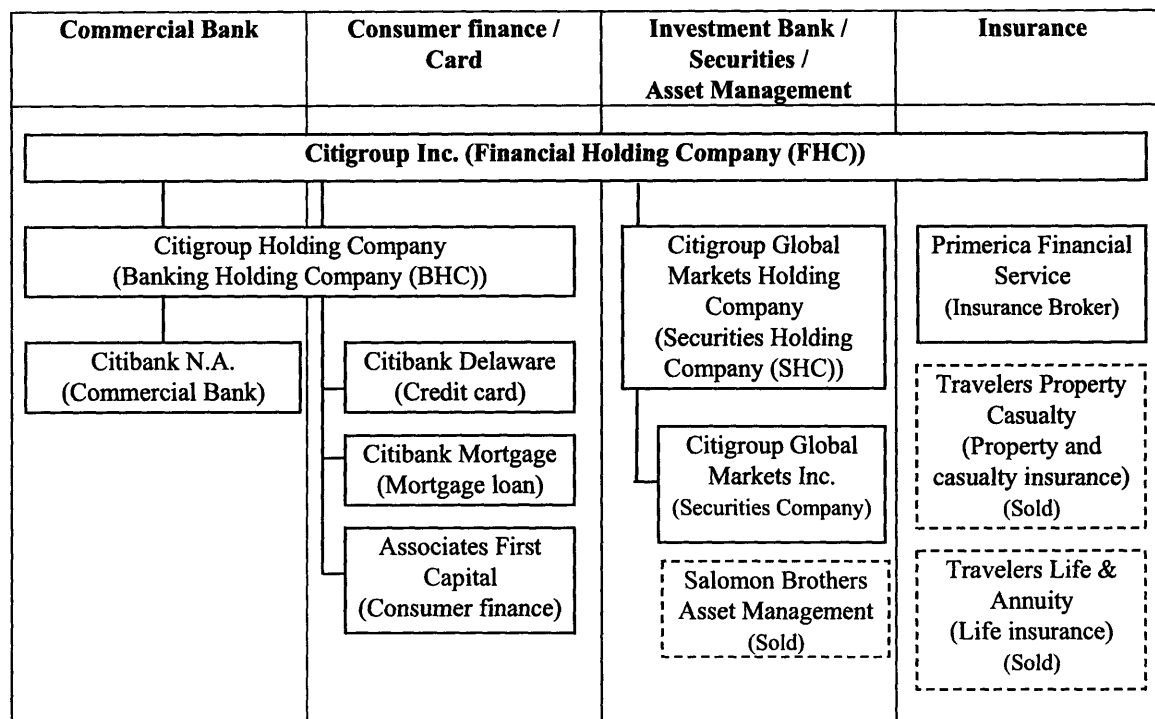 Commercial Bank
Consumer finance /
Card
Investment Bank /
Securities /
Asset Management
Insurance
Citigroup Inc. (Financial Holding Company (FHC))
Citigroup Holding Company
(Banking Holding Company (BHC))
Citibank N.A.
(Commercial Bank)
Citibank Delaware
(Credit card)
Citibank Mortgage
(Mortgage loan)
Associates First
Capital
(Consumer finance)
Citigroup Global
Markets Holding
Company
(Securities Holding
Company (SHC))
Citigroup Global
Markets Inc.
(Securities Company)
Salomon Brothers
Asset Management
(Sold)
Primerica Financial
Service
(Insurance Broker)
Travelers Property
Casualty
(Property and
casualty insurance)
(Sold)
Travelers Life &
Annuity
(Life insurance)
(Sold)